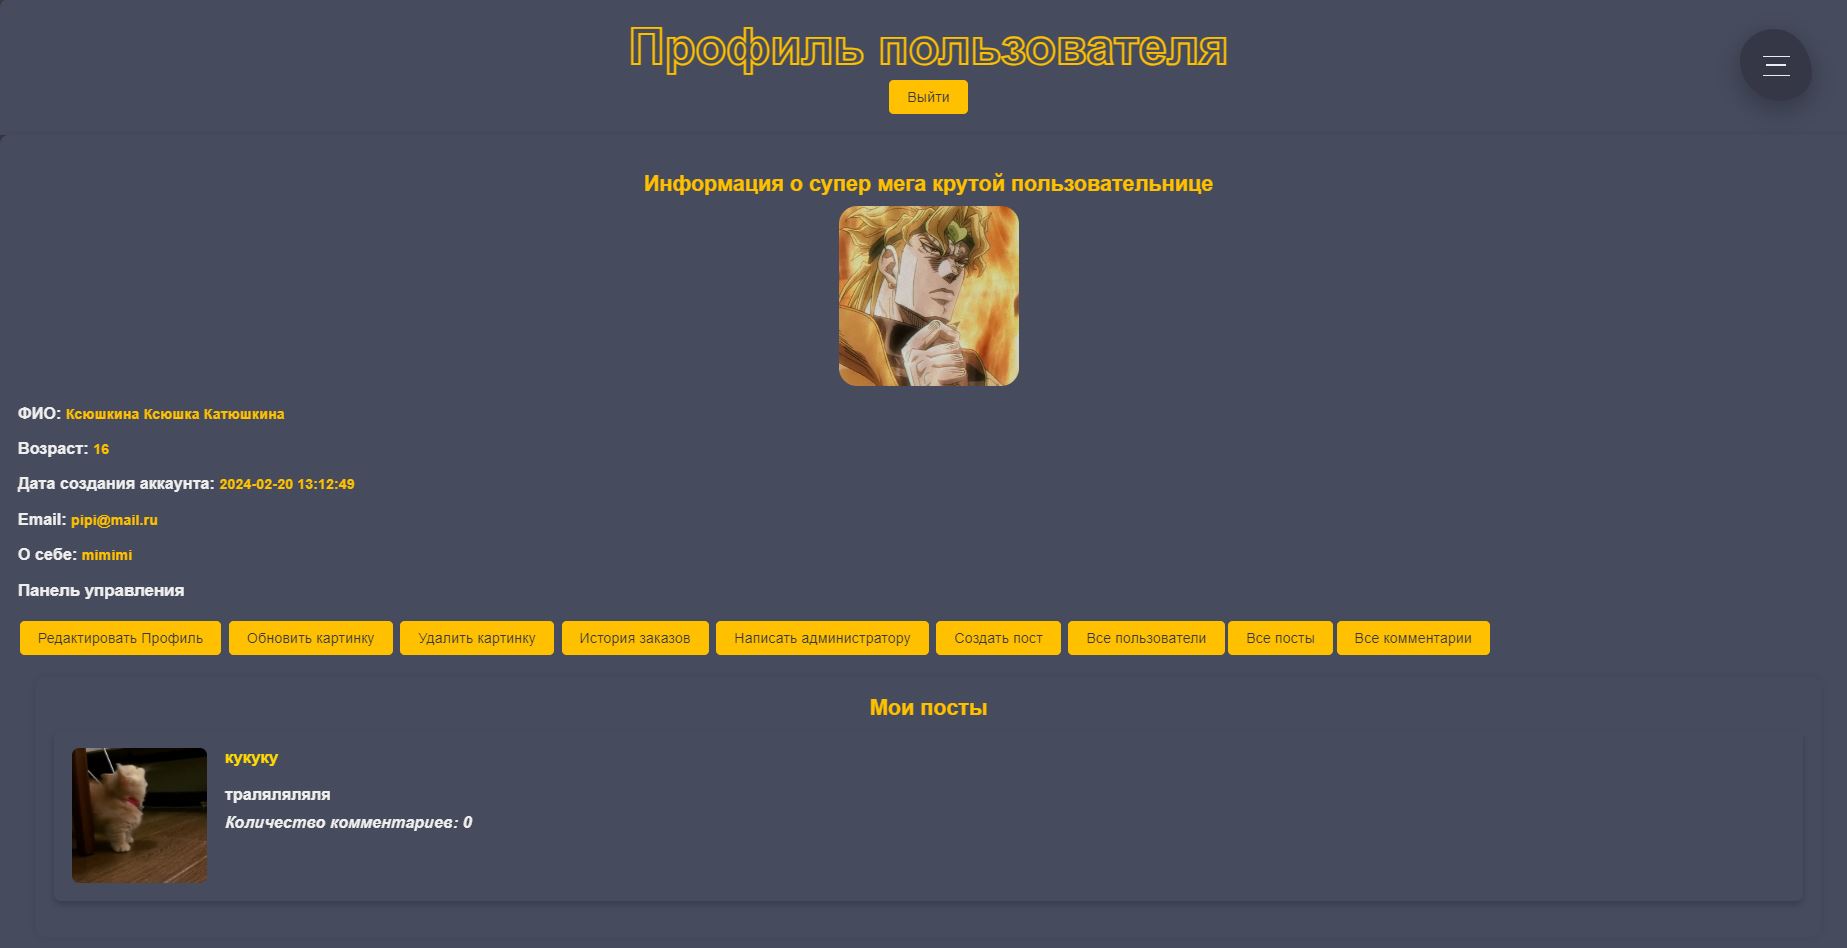 Профиль пользователя
Выйти
Информация о супер мега крутой пользовательнице
ФИО: Ксюшкина Ксюшка Катюшкина
Возраст: 16
Дата создания аккаунта: 2024-02-20 13:12:49
Email: pipi@mail.ru
О себе: mimimi
Панель управления
Редактировать Профиль Обновить картинку Удалить картинку История заказов Написать администратору Создать пост Все пользователи Все посты Все комментарии
Мои посты
кукуку
траляляляля
Количество комментариев: 0